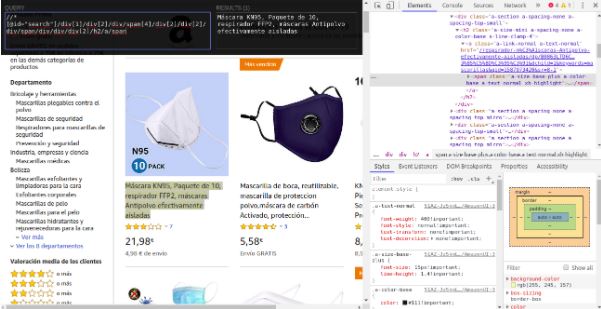 QUERY
//*
[@id="search"]/div[1]/div[2]/div/span[4]/div[2]/div[2]/
div/span/div/div/div[2]/h2/a/span
RESULTS (1)
Máscara KN95, Paquete de 10,
respirador FFP2, máscaras Antipolvo
efectivamente aisladas
de las demás categorías de
productos
Departamento
Bricolaje y herramientas
Mascarillas plegables contra el
polvo
Mascarillas de seguridad
Respiradores para mascarillas de
seguridad
Prevención y seguridad
Industria, empresas y ciencia
Mascarillas médicas
Belleza
Mascarillas exfoliantes y
limpiadoras para la cara
Exfoliantes corporales
Mascarillas de pelo
Mascarillas para el pelo
Mascarillas hidratantes y
rejuvenecedoras para la cara
Ver más
Ver los 8 departamentos
Valoración media de los clientes
o más
o más
o más
o más
N95
10 PACK
Máscara KN95, Paquete de 10,
respirador FFP2, máscaras
Antipolvo efectivamente
aisladas
7
21,98€
4,98 € de envío
Más vendido
Mascarilla de boca, reutilizable,
mascarilla de proteccion
polvo,máscara de carbón
Activado, proteccion...
3
5,58€
Envío GRATIS
Elements Console Sources
Styles Event Listeners DOM Breakpoints Properties Accessibility
Filter :hov .cls +
element.style {
}
.a-text-normal
font-weight: 400!important;
font-style: normal!important;
text-transform: none!important;
text-decoration: none!important;
}
.a-size-base-
plus {
font-size: 15px!important;
line-height: 1.4!important;
}
.a-color-base
color: #111!important;
margin
border
padding
auto × auto
Filter Show all
background-color
rgb(255, 245, 157)
box-sizing
border-box
color